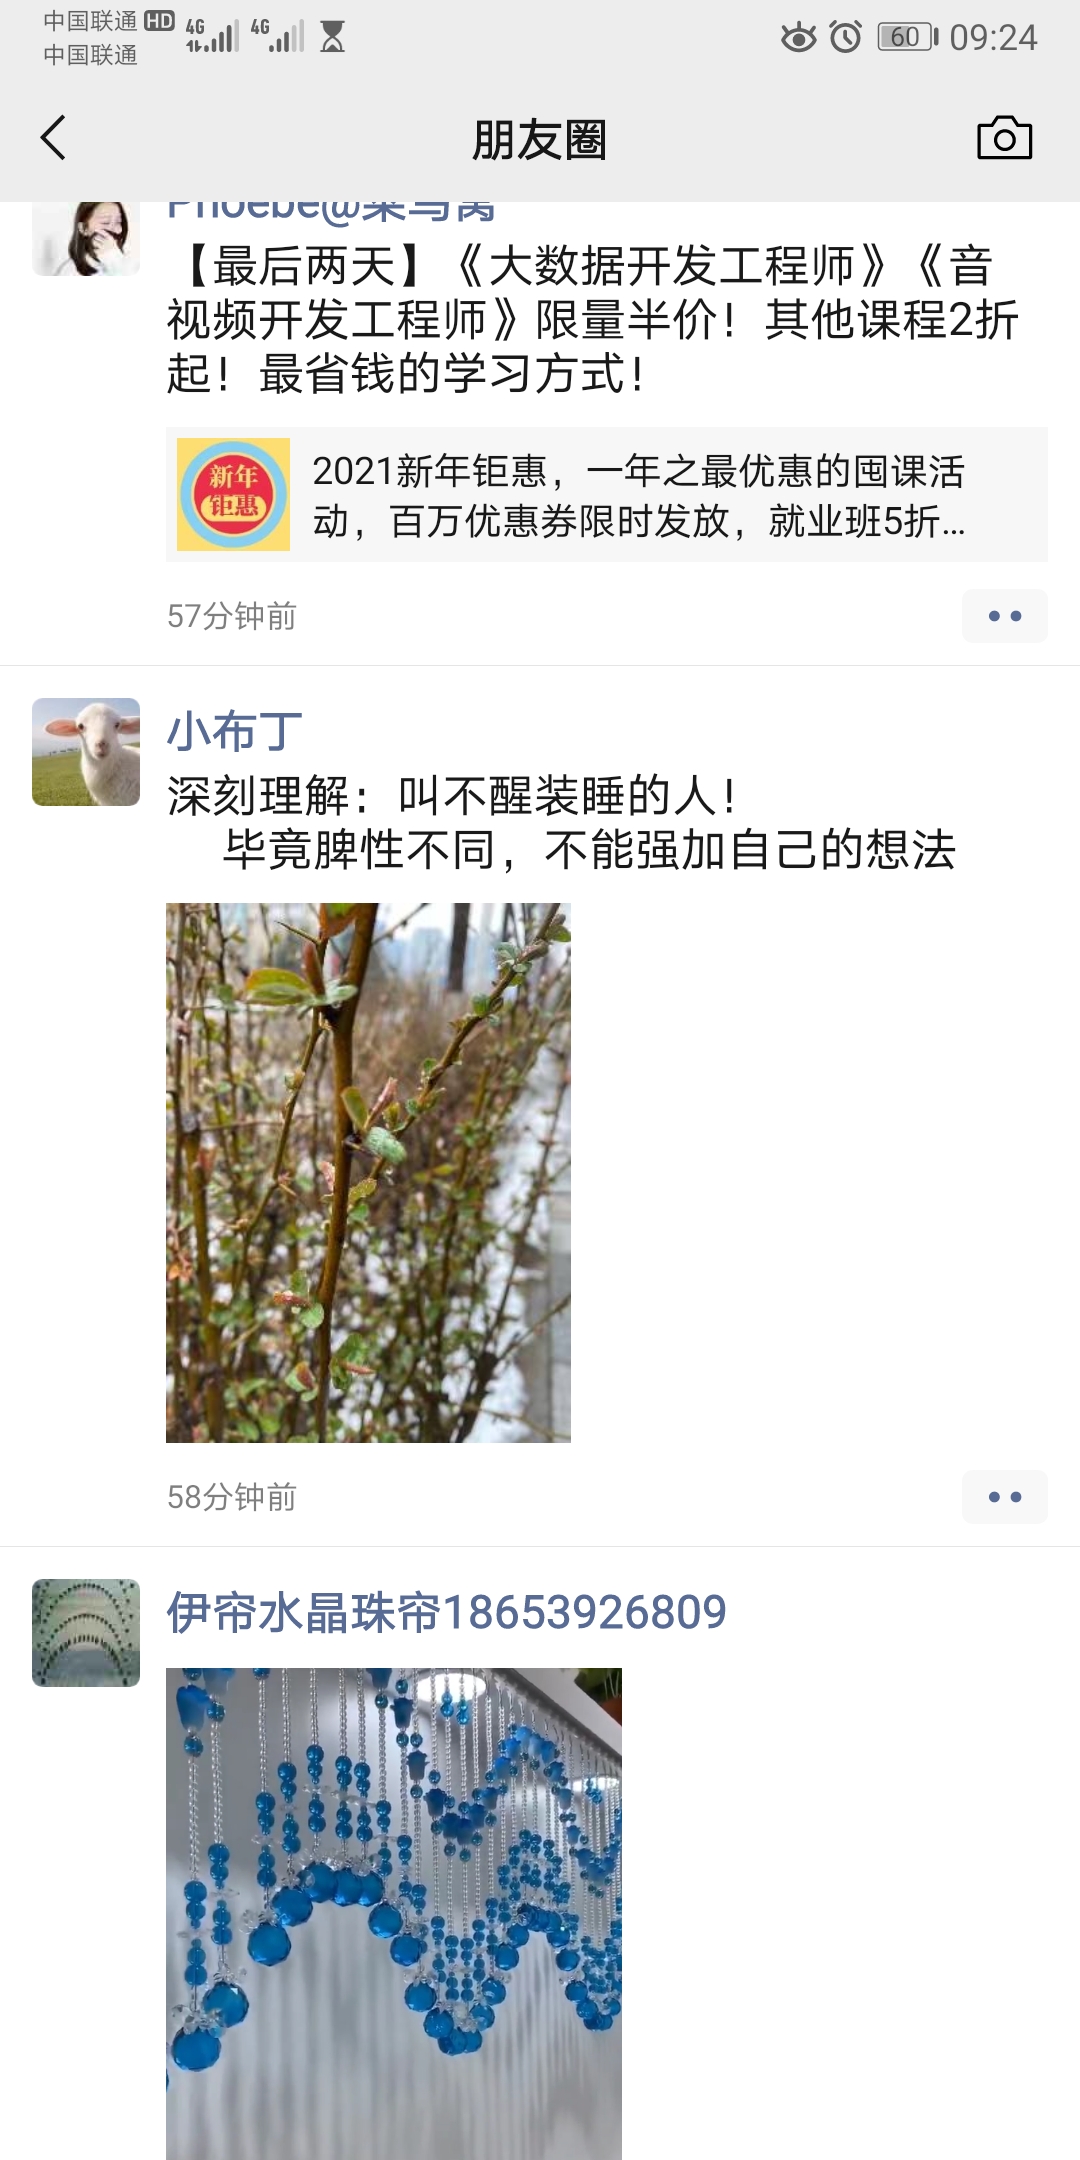 中国联通 HD 4G 4G 60 09:24
中国联通
朋友圈
Phoebe@菜鸟窝
【最后两天】《大数据开发工程师》《音
视频开发工程师》限量半价！其他课程2折
起！最省钱的学习方式！
新年
钜惠
2021新年钜惠，一年之最优惠的囤课活
动，百万优惠券限时发放，就业班5折...
57分钟前
小布丁
深刻理解：叫不醒装睡的人！
毕竟脾性不同，不能强加自己的想法
58分钟前
伊帘水晶珠帘18653926809